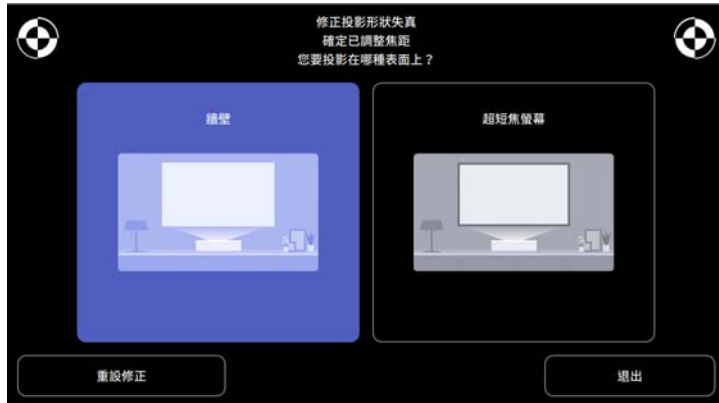 修正投影形狀失真
確定已調整焦距
您要投影在哪種表面上？
牆壁
超短焦螢幕
重設修正
退出